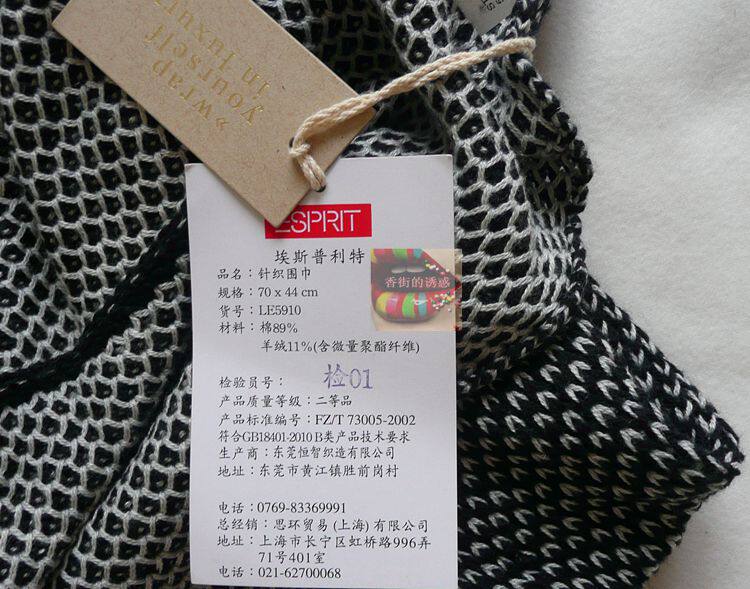 »wrap
yourself
in luxury
ESPRIT
埃斯普利特
香街的诱惑
品名：针织围巾
规格：70 x 44 cm
货号：LE5910
材料：棉89%
羊绒11%(含微量聚酯纤维)
检验员号：检01
产品质量等级：二等品
产品标准编号：FZ/T 73005-2002
符合GB18401-2010 B类产品技术要求
生产商：东莞恒智织造有限公司
地址：东莞市黄江镇胜前岗村
电话：0769-83369991
总经销：思环贸易 (上海) 有限公司
地址：上海市长宁区虹桥路996弄
71号401室
电话：021-62700068